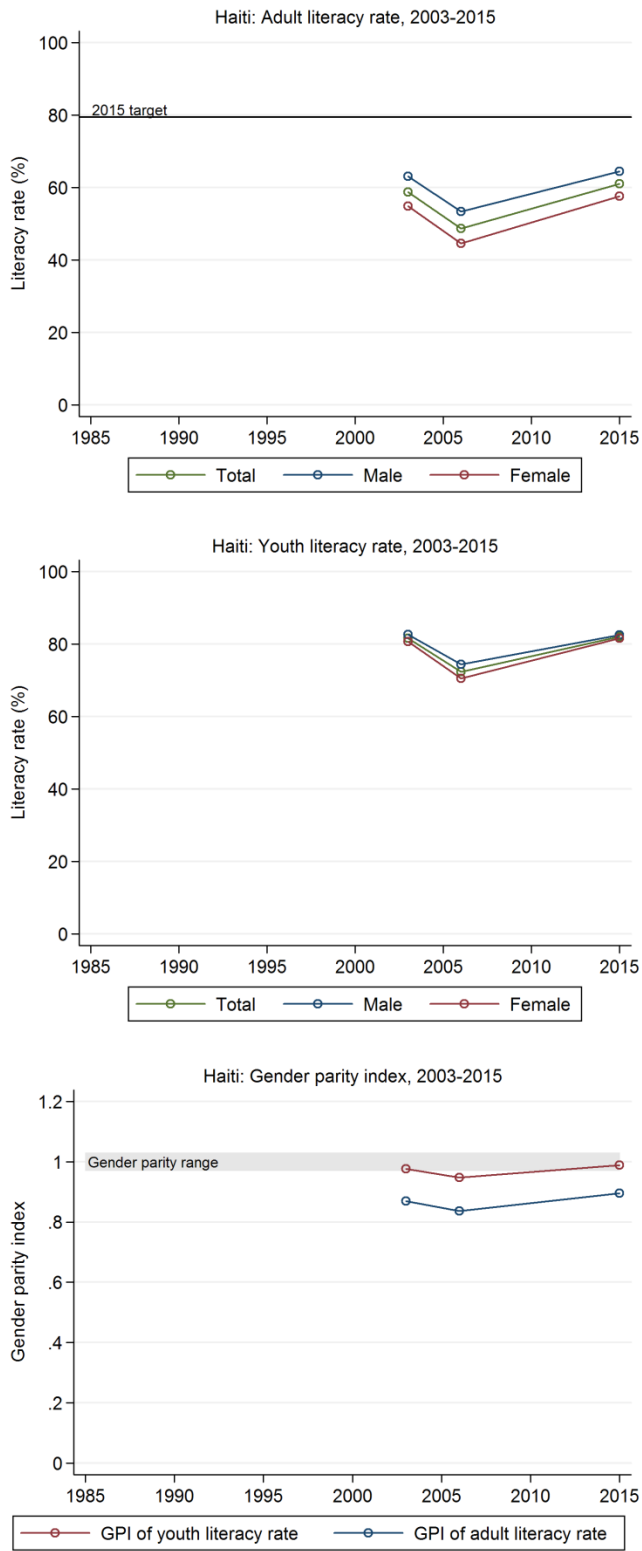 Haiti: Adult literacy rate, 2003-2015
100
80
60
40
20
0
Literacy rate (%)
2015 target
1985 1990 1995 2000 2005 2010 2015
Total Male Female
Haiti: Youth literacy rate, 2003-2015
100
80
60
40
20
0
Literacy rate (%)
1985 1990 1995 2000 2005 2010 2015
Total Male Female
Haiti: Gender parity index, 2003-2015
1.2
1
.8
.6
.4
.2
0
Gender parity index
Gender parity range
1985 1990 1995 2000 2005 2010 2015
GPI of youth literacy rate GPI of adult literacy rate